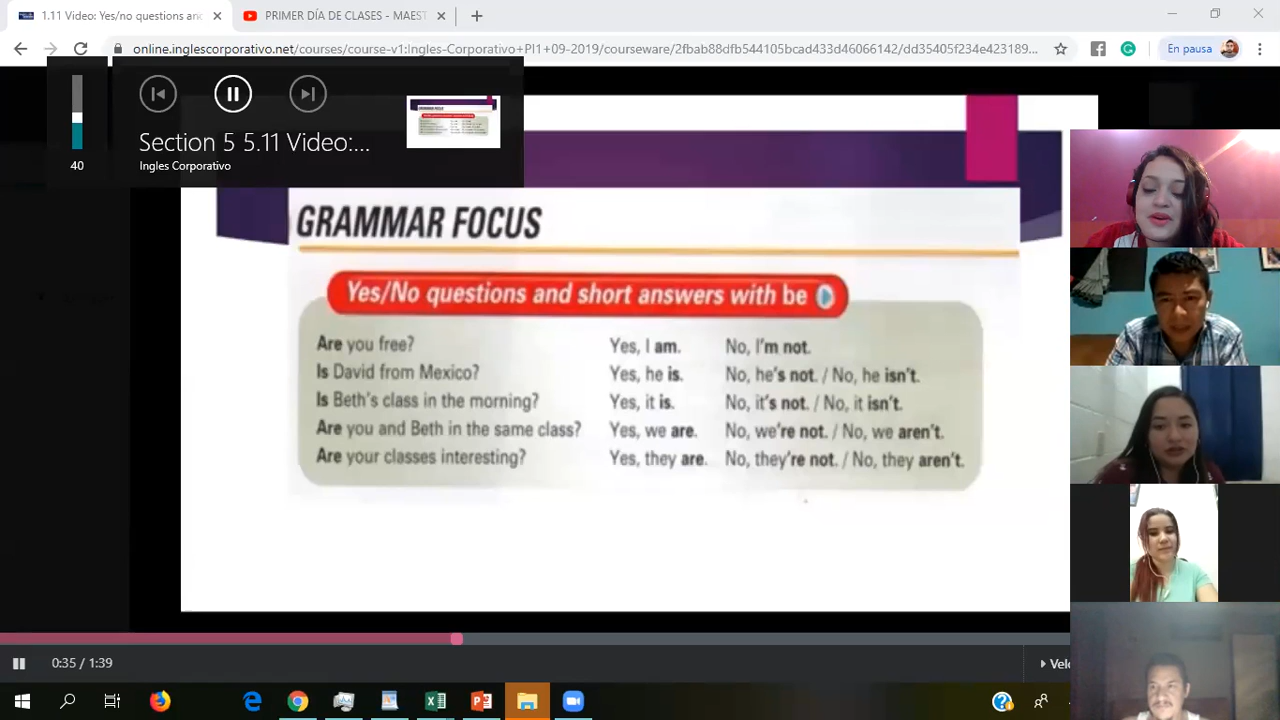 1.11 Video: Yes/no questions an
PRIMER DÍA DE CLASES - MAEST
online.inglescorporativo.net/courses/course-v1:Ingles-Corporativo+PI1+09-2019/courseware/2fbab88dfb544105bcad433d46066142/dd35405f234e423189...
En pausa
40
Section 5 5.11 Video:...
Ingles Corporativo
GRAMMAR FOCUS
Yes/No questions and short answers with be
Are you free? Yes, I am. No, I'm not.
Is David from Mexico? Yes, he is. No, he's not. / No, he isn't.
Is Beth's class in the morning? Yes, it is. No, it's not. / No, it isn't.
Are you and Beth in the same class? Yes, we are. No, we're not. / No, we aren't.
Are your classes interesting? Yes, they are. No, they're not. / No, they aren't.
0:35 / 1:39
Velo